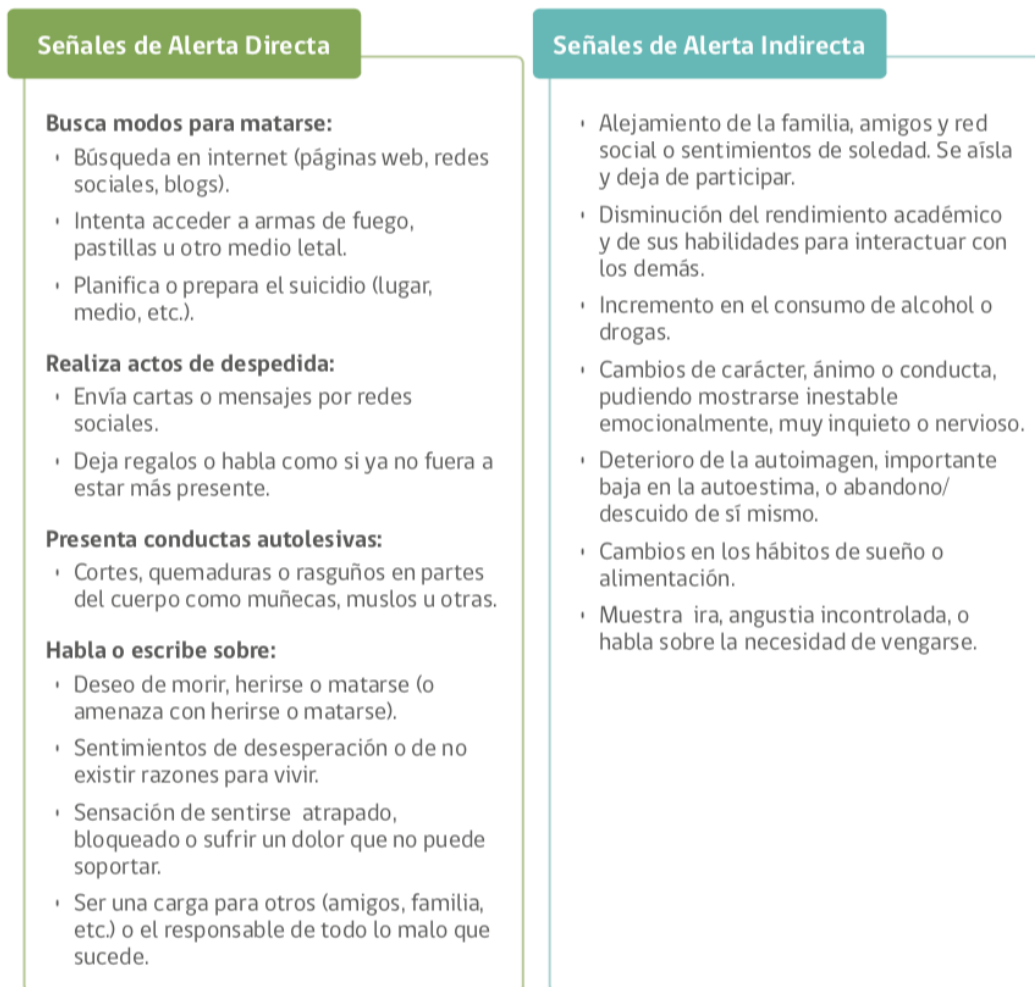 Señales de Alerta Directa
Busca modos para matarse:
· Búsqueda en internet (páginas web, redes
sociales, blogs).
· Intenta acceder a armas de fuego,
pastillas u otro medio letal.
· Planifica o prepara el suicidio (lugar,
medio, etc.).
Realiza actos de despedida:
· Envía cartas o mensajes por redes
sociales.
· Deja regalos o habla como si ya no fuera a
estar más presente.
Presenta conductas autolesivas:
· Cortes, quemaduras o rasguños en partes
del cuerpo como muñecas, muslos u otras.
Habla o escribe sobre:
· Deseo de morir, herirse o matarse (o
amenaza con herirse o matarse).
· Sentimientos de desesperación o de no
existir razones para vivir.
· Sensación de sentirse atrapado,
bloqueado o sufrir un dolor que no puede
soportar.
· Ser una carga para otros (amigos, familia,
etc.) o el responsable de todo lo malo que
sucede.
Señales de Alerta Indirecta
· Alejamiento de la familia, amigos y red
social o sentimientos de soledad. Se aísla
y deja de participar.
· Disminución del rendimiento académico
y de sus habilidades para interactuar con
los demás.
· Incremento en el consumo de alcohol o
drogas.
· Cambios de carácter, ánimo o conducta,
pudiendo mostrarse inestable
emocionalmente, muy inquieto o nervioso.
· Deterioro de la autoimagen, importante
baja en la autoestima, o abandono/
descuido de sí mismo.
· Cambios en los hábitos de sueño o
alimentación.
· Muestra ira, angustia incontrolada, o
habla sobre la necesidad de vengarse.